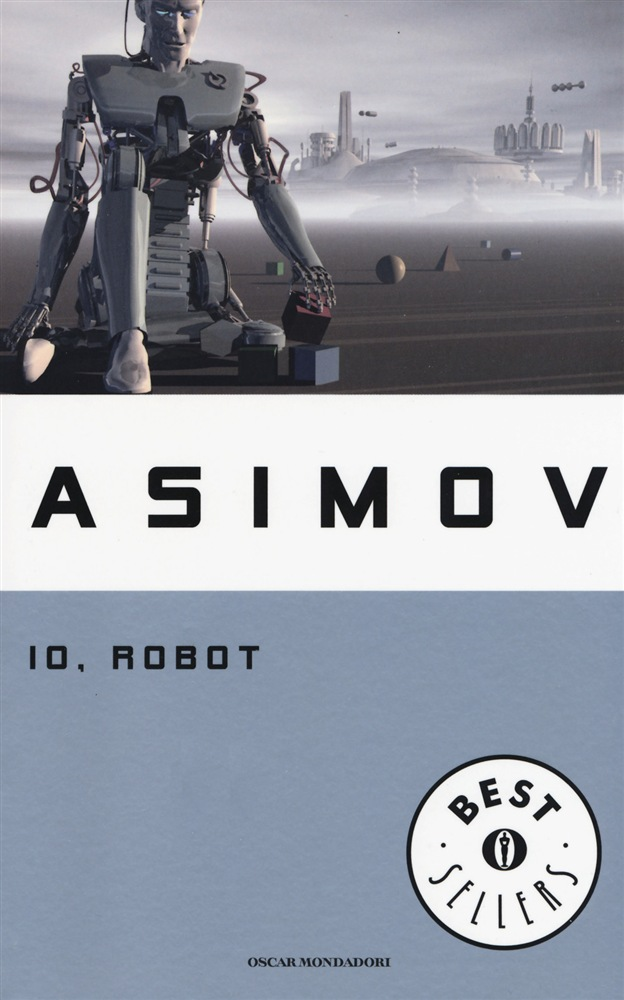 ASIMOV
IO, ROBOT
BEST
SELLERS
OSCAR MONDADORI